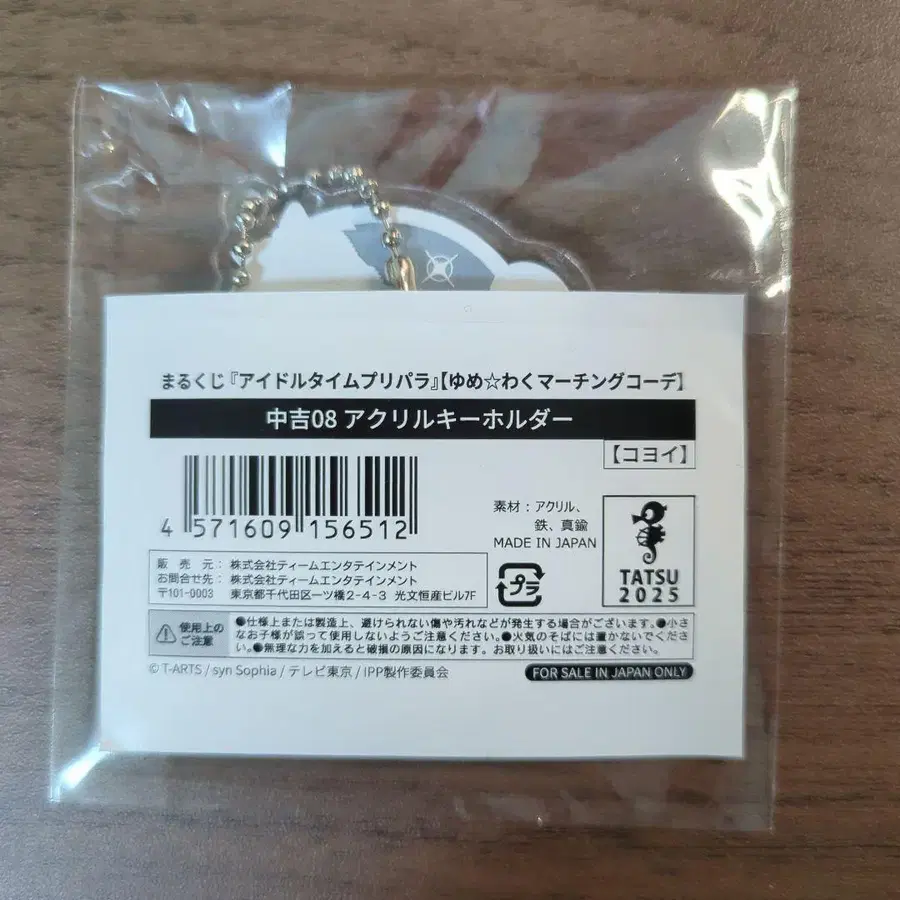 まるくじ『アイドルタイムプリパラ』【ゆめ☆わくマーチングコーデ】
中吉08 アクリルキーホルダー
【コヨイ】
4 571609 156512
素材：アクリル、
鉄、真鍮
MADE IN JAPAN
プラ
TATSU
2025
販売元：株式会社ティームエンタテインメント
お問合せ先：株式会社ティームエンタテインメント
〒101-0003 東京都千代田区一ツ橋2-4-3 光文恒産ビル7F
使用上の
ご注意
●仕様上または製造上、避けられない傷や汚れなどが発生する場合がございます。●小さ
なお子様が誤って使用しないようご注意ください。●火気のそばには置かないでくださ
い。●無理な力を加えると破損の原因になります。お取り扱いにはご注意ください。
© T-ARTS / syn Sophia / テレビ東京 / IPP製作委員会
FOR SALE IN JAPAN ONLY